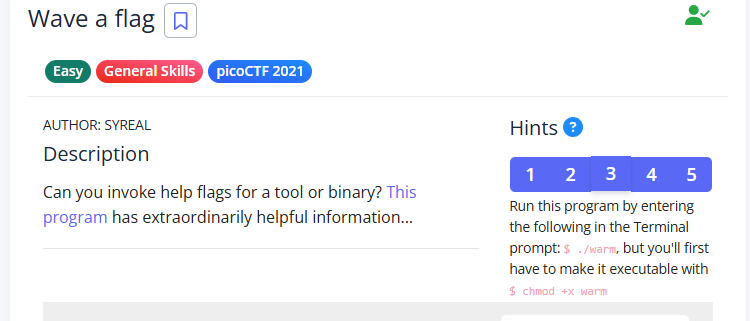 Wave a flag
Easy General Skills picoCTF 2021
AUTHOR: SYREAL
Description
Can you invoke help flags for a tool or binary? This
program has extraordinarily helpful information...
Hints ?
1 2 3 4 5
Run this program by entering
the following in the Terminal
prompt: $ ./warm, but you'll first
have to make it executable with
$ chmod +x warm